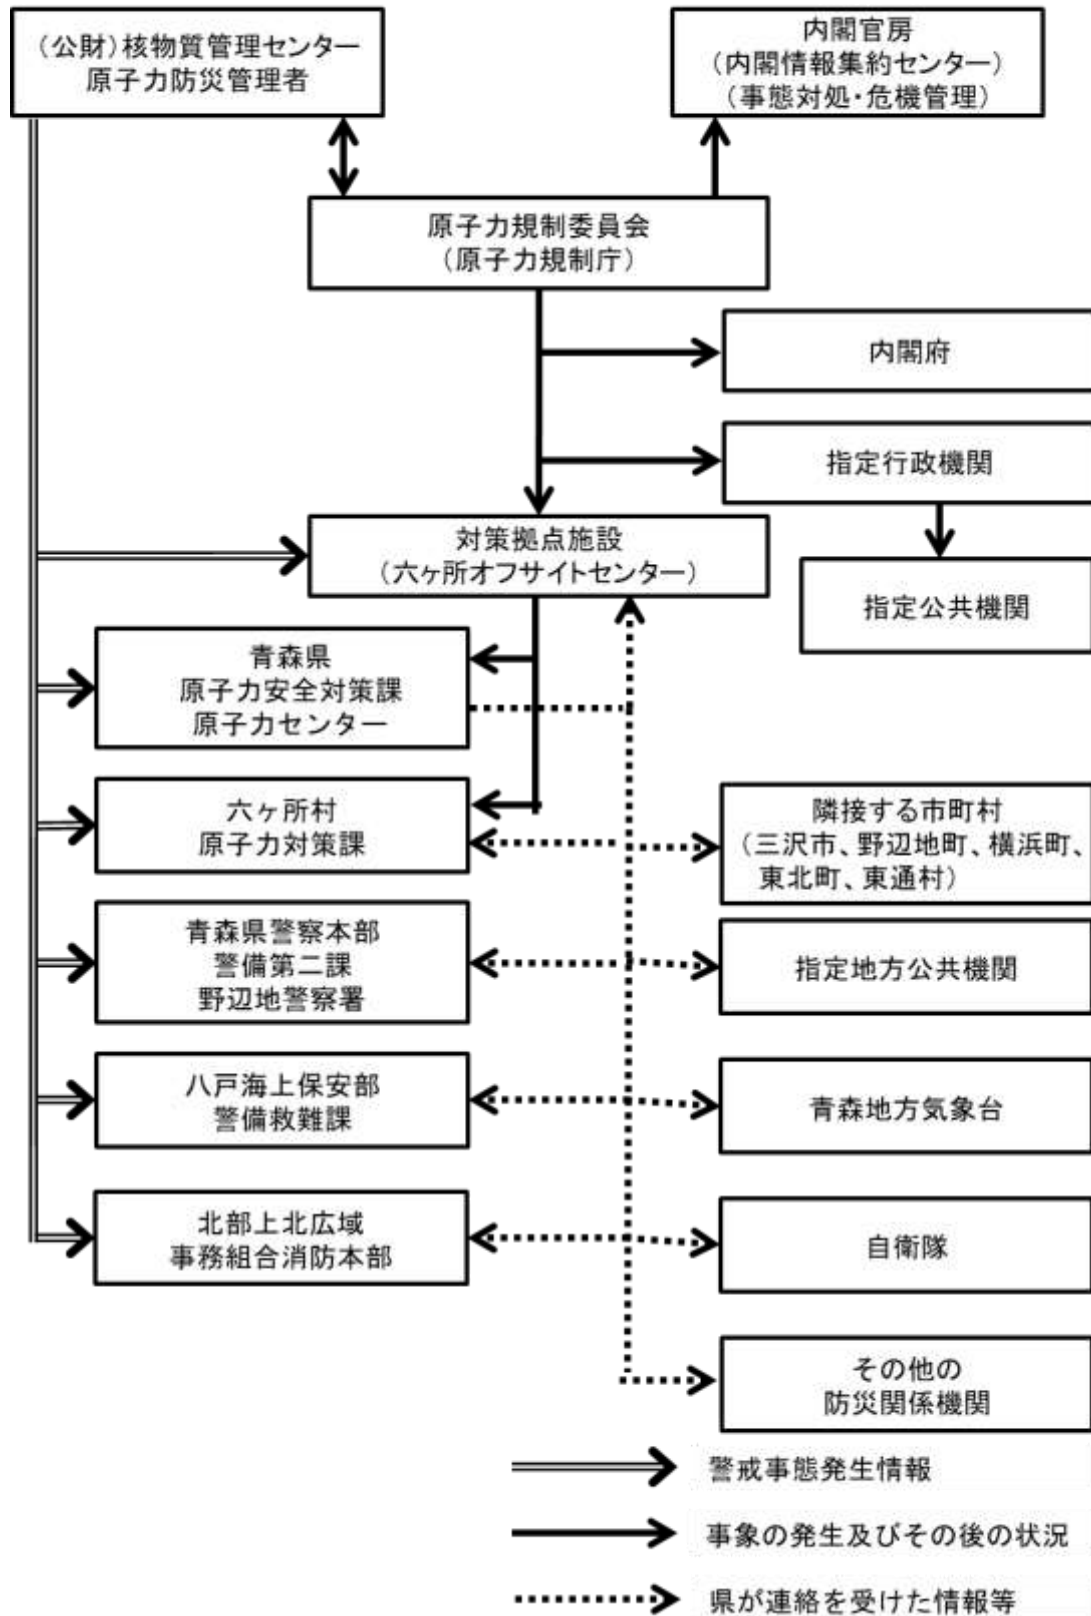 （公財）核物質管理センター
原子力防災管理者
内閣官房
（内閣情報集約センター）
（事態対処・危機管理）
原子力規制委員会
（原子力規制庁）
内閣府
指定行政機関
対策拠点施設
（六ヶ所オフサイトセンター）
指定公共機関
青森県
原子力安全対策課
原子力センター
六ヶ所村
原子力対策課
隣接する市町村
（三沢市、野辺地町、横浜町、
東北町、東通村）
青森県警察本部
警備第二課
野辺地警察署
指定地方公共機関
八戸海上保安部
警備救難課
青森地方気象台
北部上北広域
事務組合消防本部
自衛隊
その他の
防災関係機関
警戒事態発生情報
事象の発生及びその後の状況
県が連絡を受けた情報等